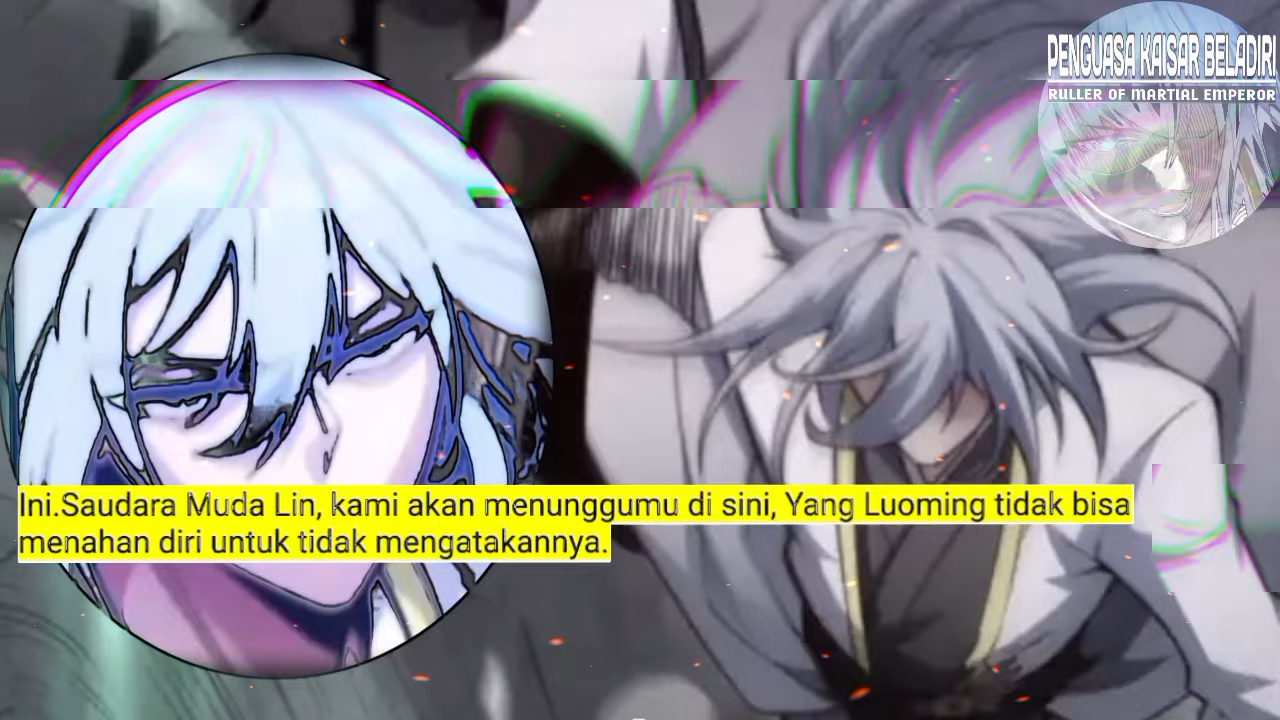 PENGUASA KAISAR BELADIRI
RULLER OF MARTIAL EMPEROR
Ini.Saudara Muda Lin, kami akan menunggumu di sini, Yang Luoming tidak bisa
menahan diri untuk tidak mengatakannya.